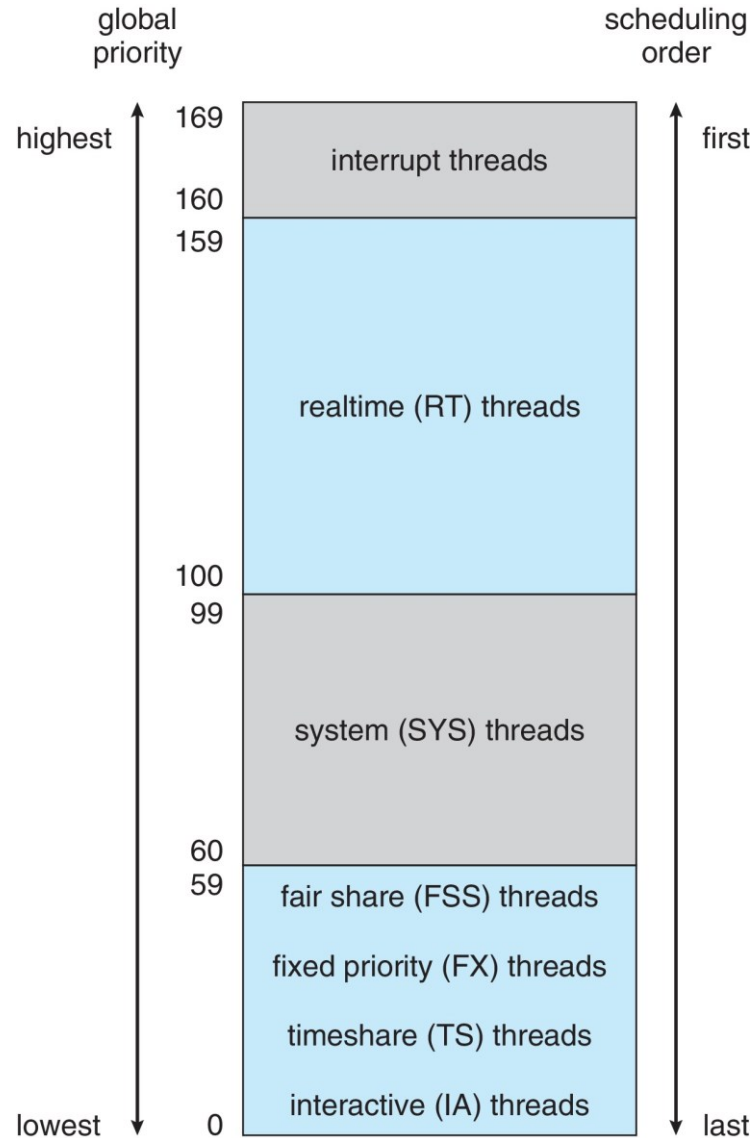 global
priority
scheduling
order
highest
169
first
interrupt threads
160
159
realtime (RT) threads
100
99
system (SYS) threads
60
59
fair share (FSS) threads
fixed priority (FX) threads
timeshare (TS) threads
interactive (IA) threads
lowest
0
last